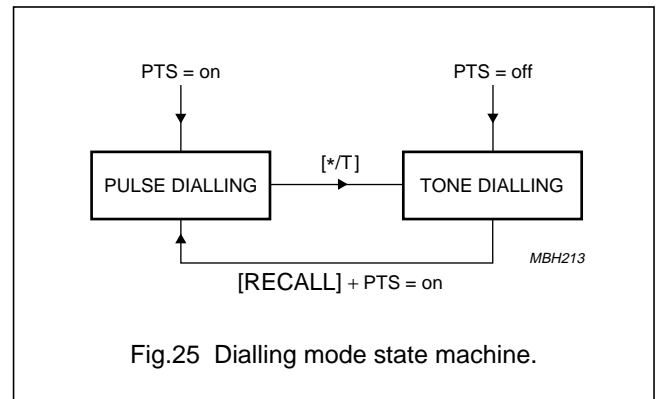 PTS = on
PTS = off
[*/T]
PULSE DIALLING
TONE DIALLING
MBH213
[RECALL] + PTS = on
Fig.25 Dialling mode state machine.